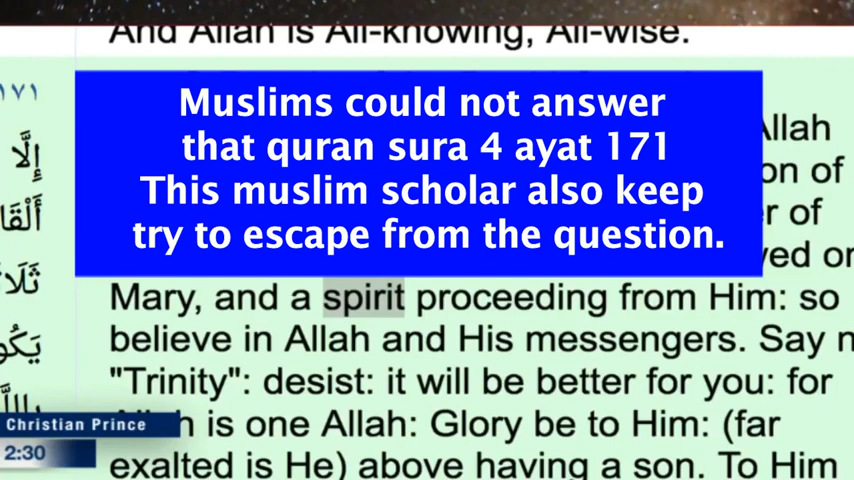 And Allah is All-knowing, All-wise.
١٧١
Muslims could not answer
that quran sura 4 ayat 171
This muslim scholar also keep
try to escape from the question.
إِلَّا
Allah
of
of
on
Mary, and a spirit proceeding from Him: so
believe in Allah and His messengers. Say
"Trinity": desist: it will be better for you: for
is one Allah: Glory be to Him: (far
exalted is He) above having a son. To Him
Christian Prince
2:30